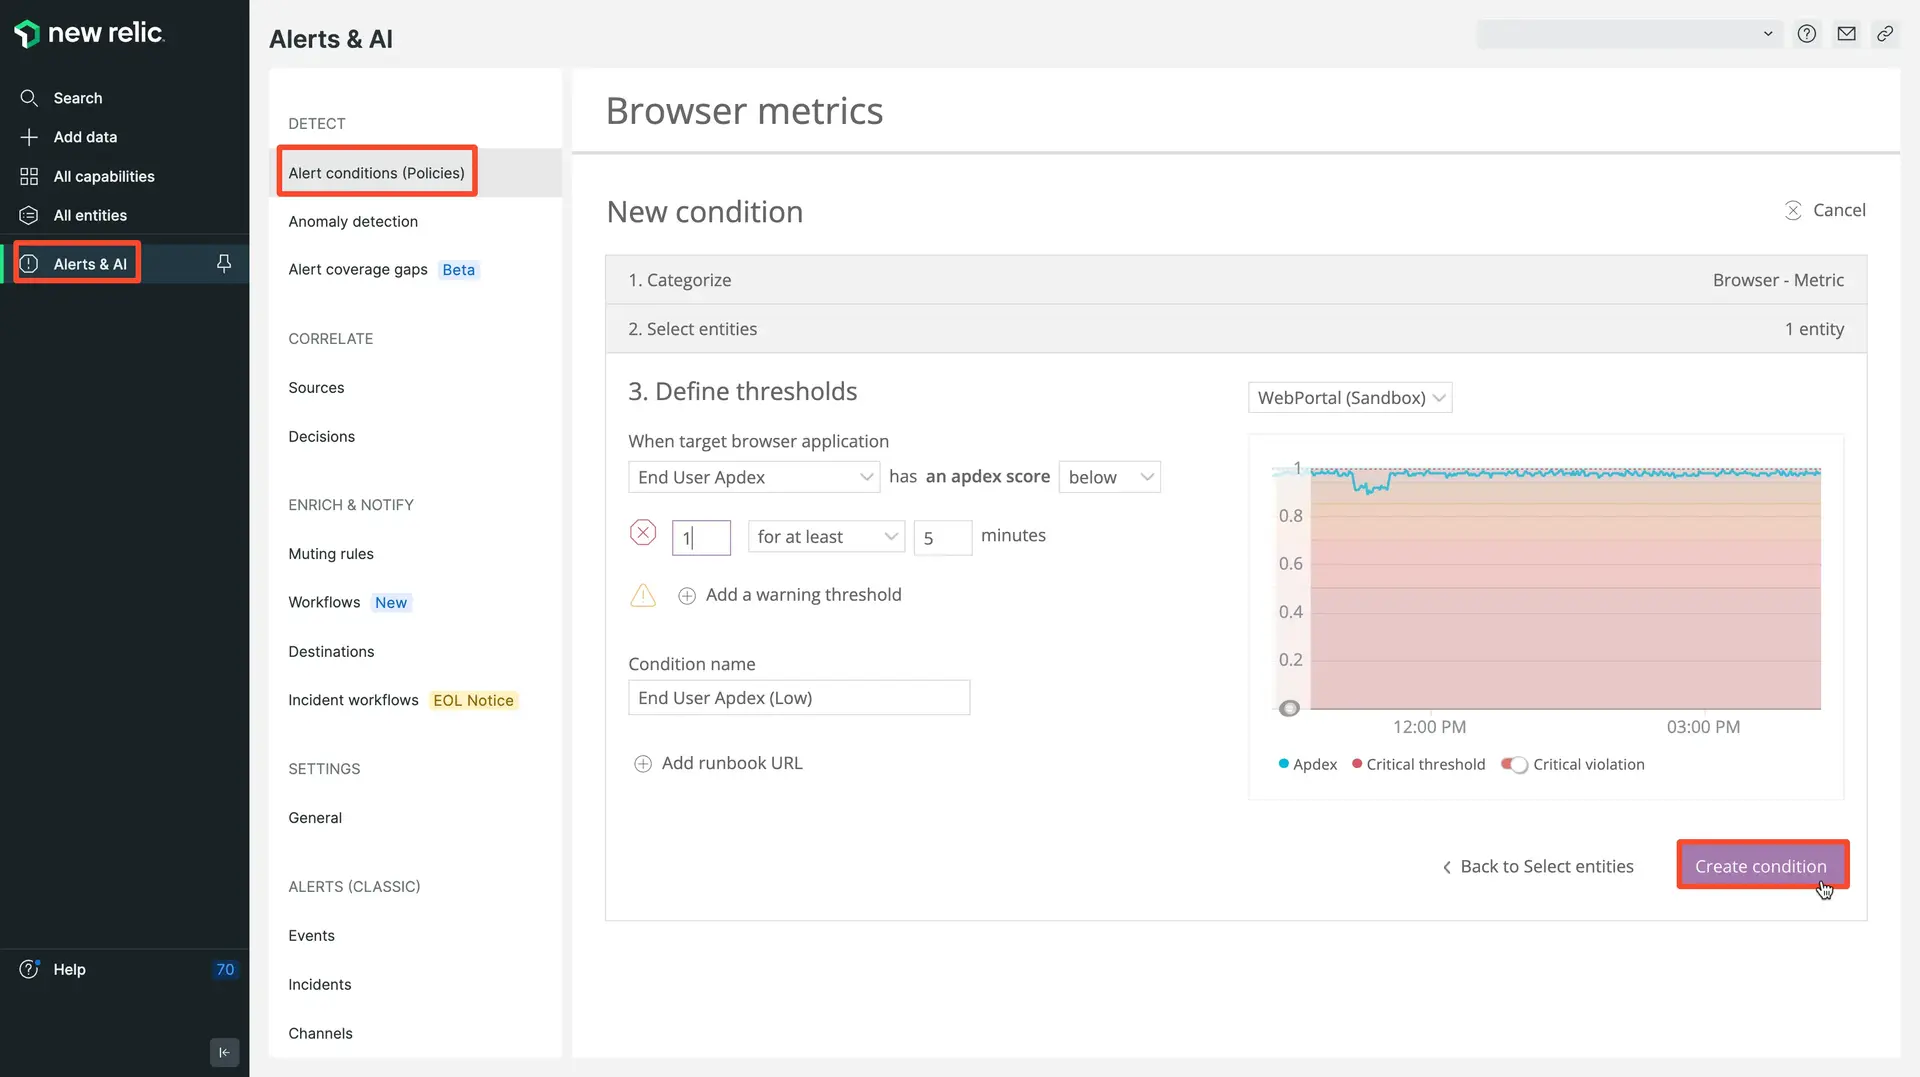 new relic.
Search
Add data
All capabilities
All entities
Alerts & AI
Help 70
Alerts & AI
DETECT
Alert conditions (Policies)
Anomaly detection
Alert coverage gaps Beta
CORRELATE
Sources
Decisions
ENRICH & NOTIFY
Muting rules
Workflows New
Destinations
Incident workflows EOL Notice
SETTINGS
General
ALERTS (CLASSIC)
Events
Incidents
Channels
Browser metrics
New condition
Cancel
1. Categorize Browser - Metric
2. Select entities 1 entity
3. Define thresholds
When target browser application
End User Apdex has an apdex score below
1 for at least 5 minutes
Add a warning threshold
Condition name
End User Apdex (Low)
Add runbook URL
WebPortal (Sandbox)
1
0.8
0.6
0.4
0.2
12:00 PM 03:00 PM
Apdex Critical threshold Critical violation
Back to Select entities Create condition